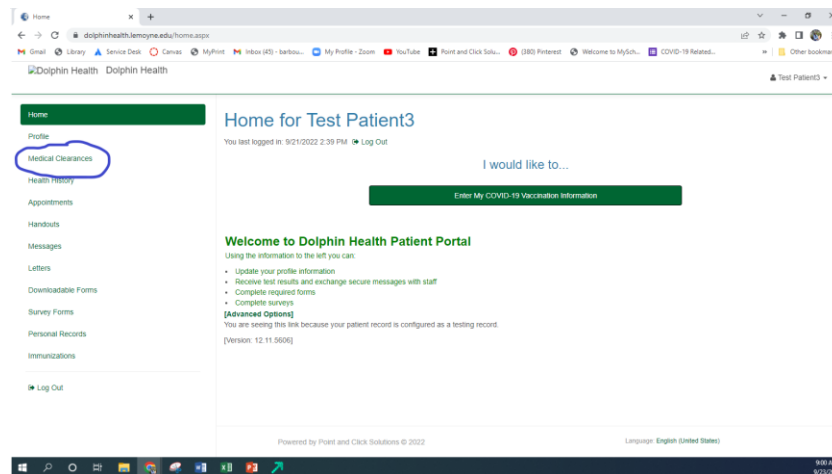 Home
dolphinhealth.lemoyne.edu/home.aspx
Gmail Library Service Desk Canvas MyPrint Inbox (45) - barbou... My Profile - Zoom YouTube Point and Click Solu... (380) Pinterest Welcome to MySch... COVID-19 Related... » Other bookmar
Dolphin Health Dolphin Health
Test Patient3
Home
Profile
Medical Clearances
Health History
Appointments
Handouts
Messages
Letters
Downloadable Forms
Survey Forms
Personal Records
Immunizations
Log Out
Home for Test Patient3
You last logged in: 9/21/2022 2:39 PM Log Out
I would like to...
Enter My COVID-19 Vaccination Information
Welcome to Dolphin Health Patient Portal
Using the information to the left you can:
• Update your profile information
• Receive test results and exchange secure messages with staff
• Complete required forms
• Complete surveys
[Advanced Options]
You are seeing this link because your patient record is configured as a testing record.
[Version: 12.11.5606]
Powered by Point and Click Solutions © 2022
Language: English (United States)
9:00 A